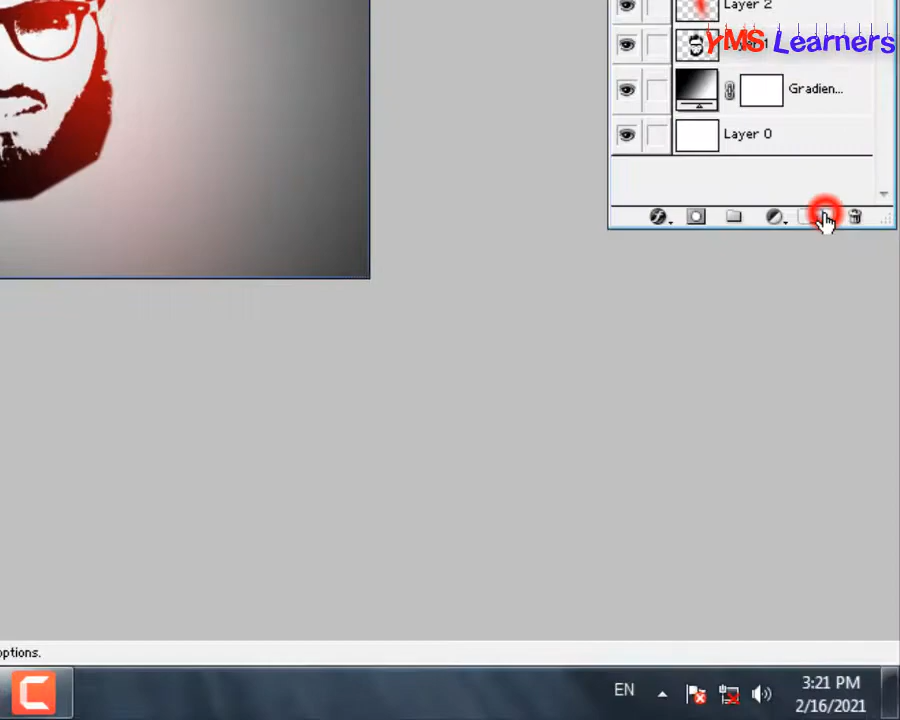 Layer 2
YMS Learners
Gradien...
Layer 0
options.
EN
3:21 PM
2/16/2021